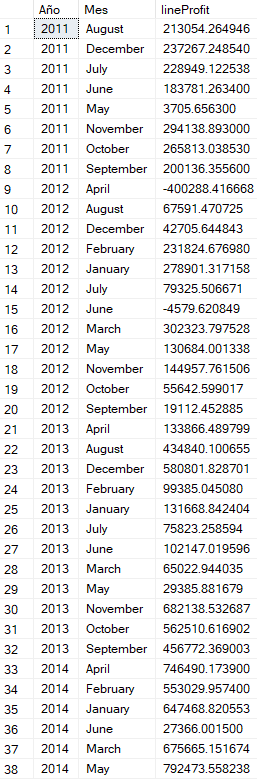 Año Mes lineProfit
1 2011 August 213054.264946
2 2011 December 237267.248540
3 2011 July 228949.122538
4 2011 June 183781.263400
5 2011 May 3705.656300
6 2011 November 294138.893000
7 2011 October 265813.038530
8 2011 September 200136.355600
9 2012 April -400288.416668
10 2012 August 67591.470725
11 2012 December 42705.644843
12 2012 February 231824.676980
13 2012 January 278901.317158
14 2012 July 79325.506671
15 2012 June -4579.620849
16 2012 March 302323.797528
17 2012 May 130684.001338
18 2012 November 144957.761506
19 2012 October 55642.599017
20 2012 September 19112.452885
21 2013 April 133866.489799
22 2013 August 434840.100655
23 2013 December 580801.828701
24 2013 February 99385.045080
25 2013 January 131668.842404
26 2013 July 75823.258594
27 2013 June 102147.019596
28 2013 March 65022.944035
29 2013 May 29385.881679
30 2013 November 682138.532687
31 2013 October 562510.616902
32 2013 September 456772.369003
33 2014 April 746490.173900
34 2014 February 553029.957400
35 2014 January 647468.820553
36 2014 June 27366.001500
37 2014 March 675665.151674
38 2014 May 792473.558238